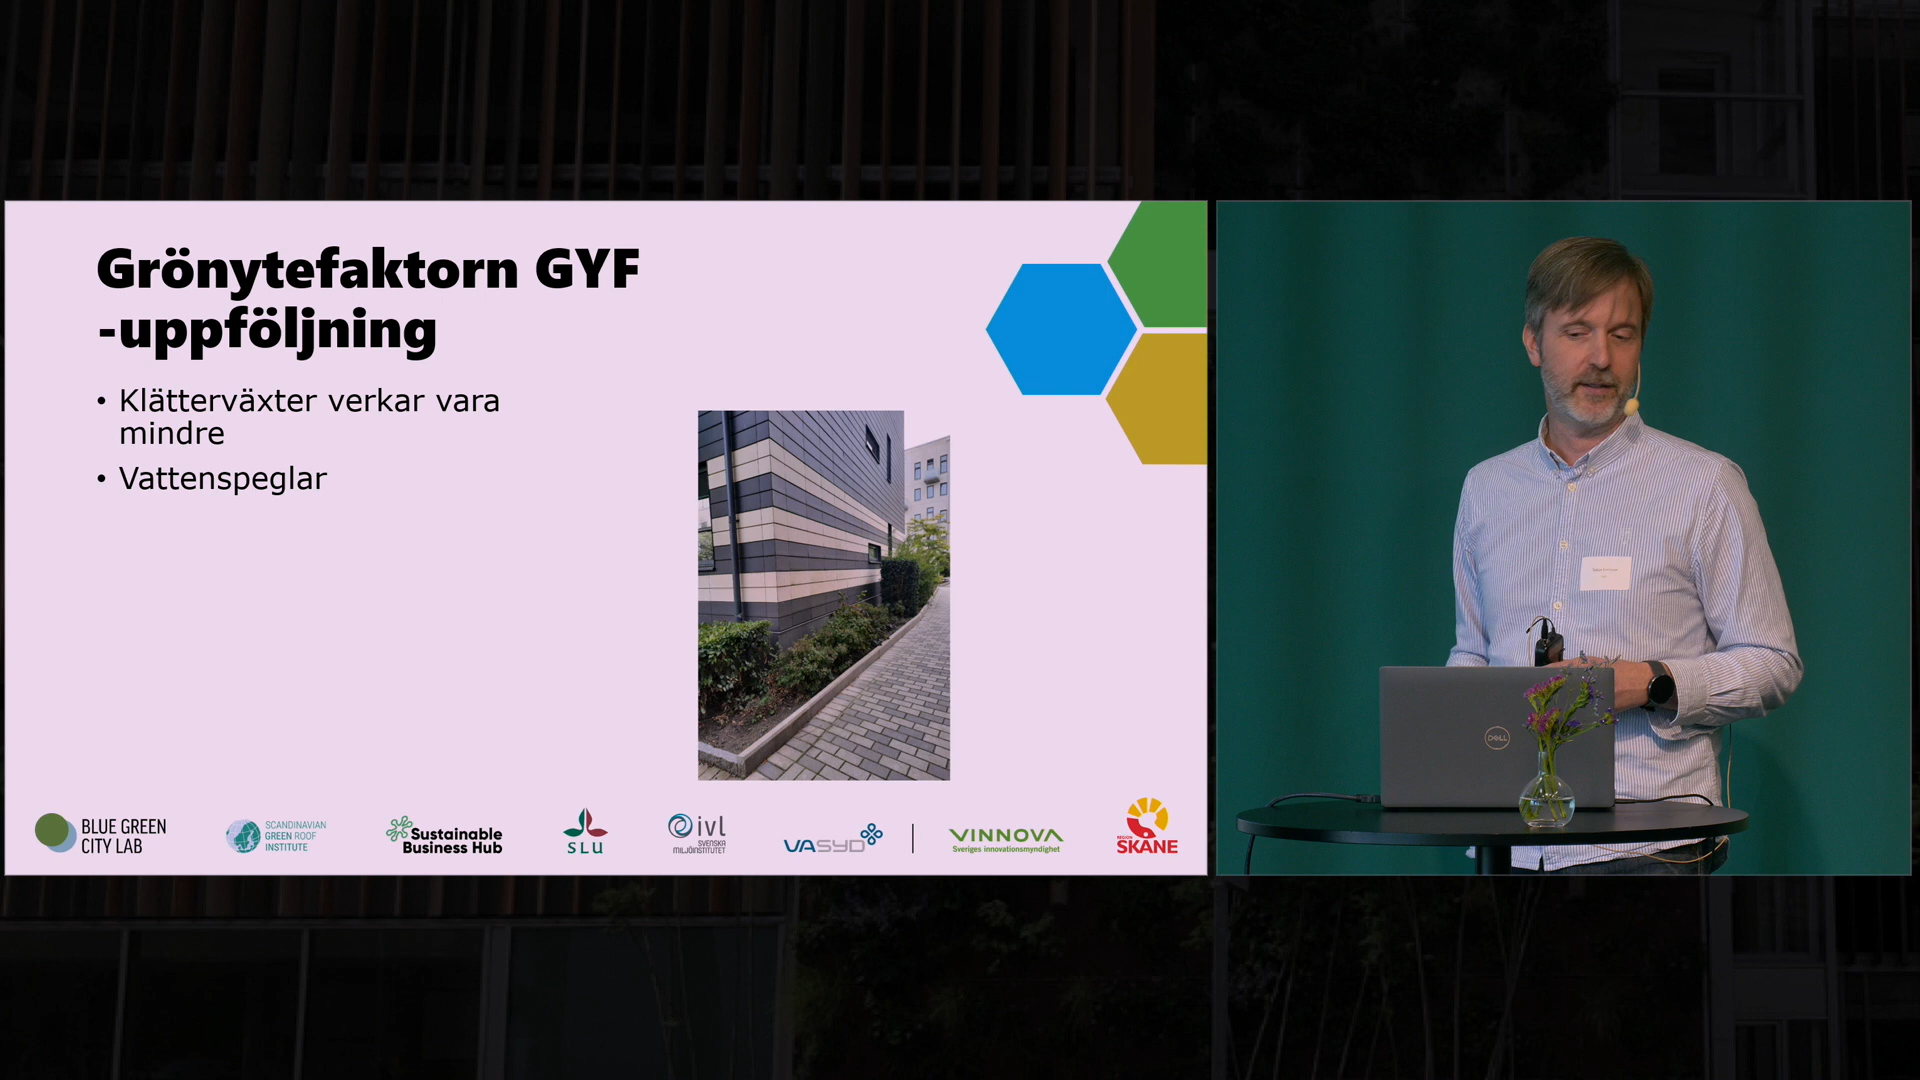 Grönytefaktorn GYF
-uppföljning
• Klätterväxter verkar vara
mindre
• Vattenspeglar
BLUE GREEN
CITY LAB
SCANDINAVIAN
GREEN ROOF
INSTITUTE
Sustainable
Business Hub
SLU
ivl
SVENSKA
MILJÖINSTITUTET
VASYD
VINNOVA
Sveriges innovationsmyndighet
REGION
SKÅNE
DELL